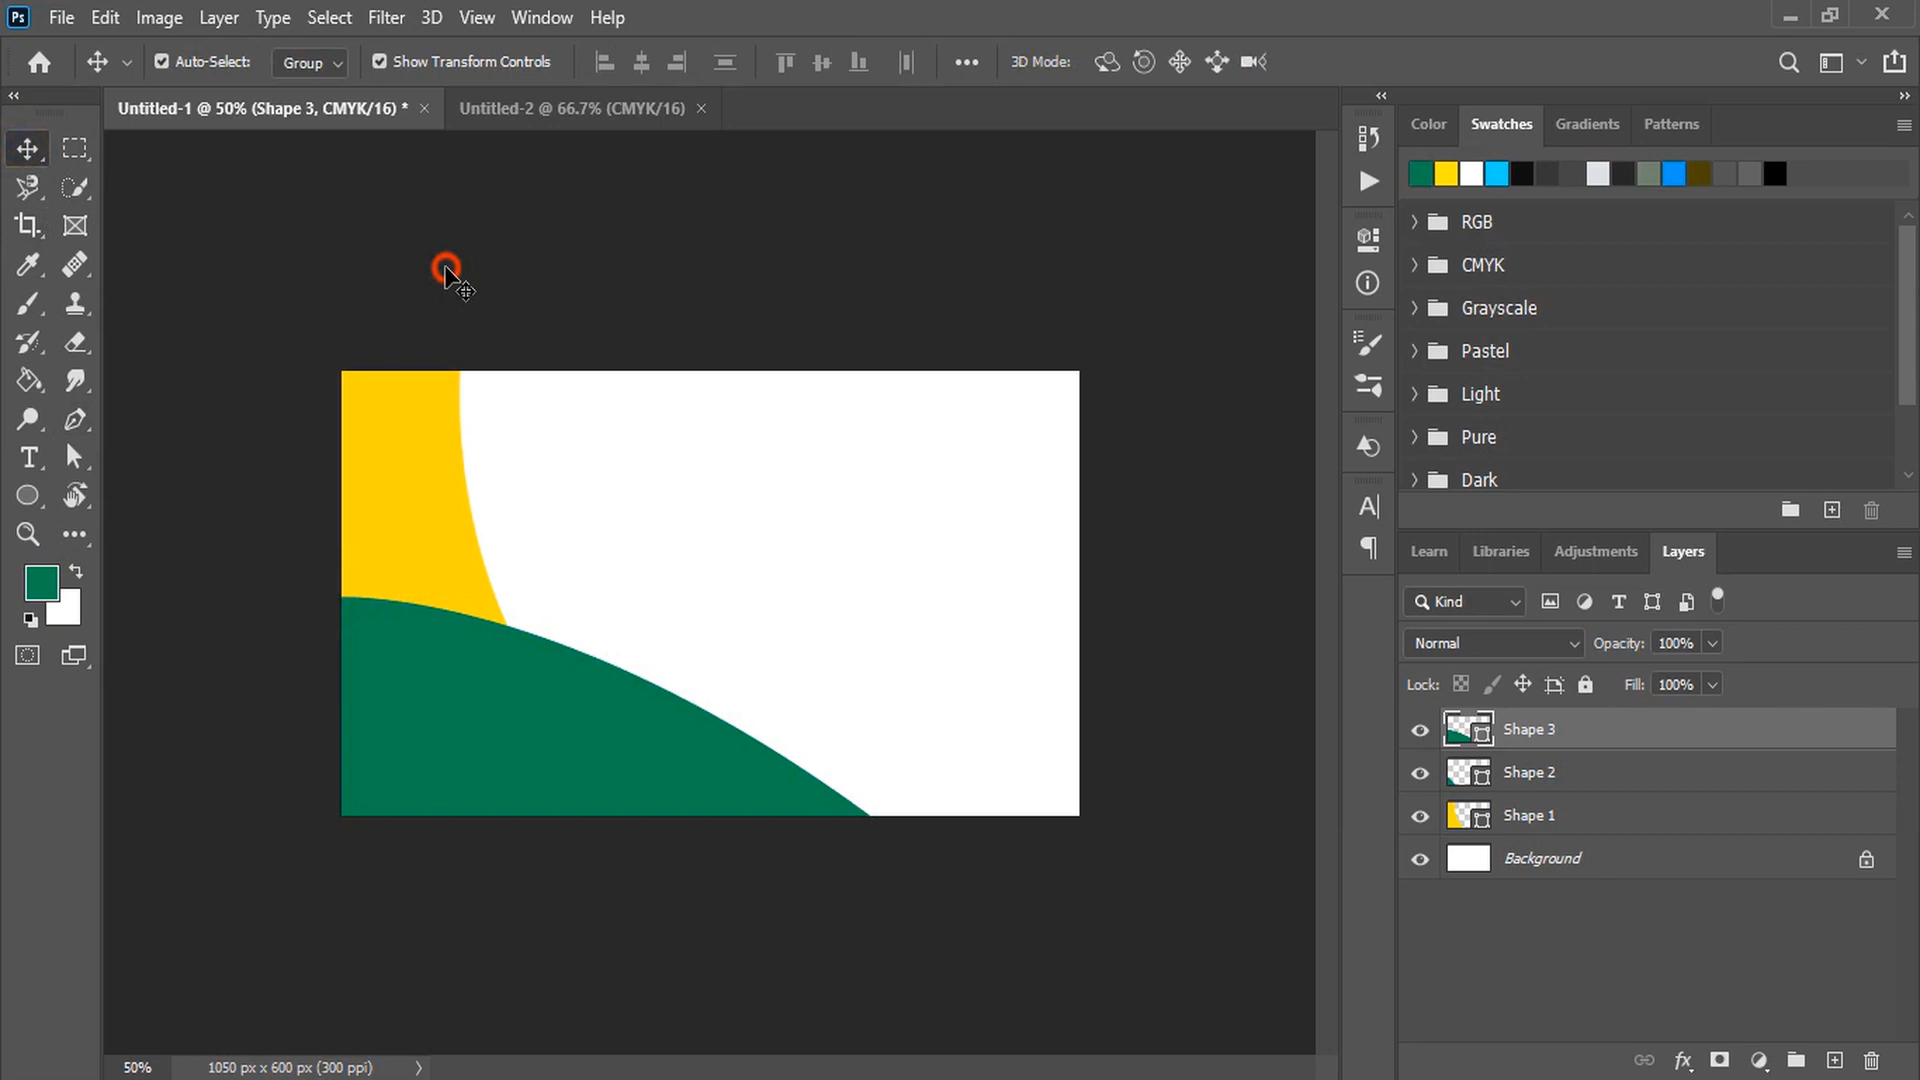 Ps File Edit Image Layer Type Select Filter 3D View Window Help
Auto-Select: Group Show Transform Controls 3D Mode:
Untitled-1 @ 50% (Shape 3, CMYK/16) * Untitled-2 @ 66.7% (CMYK/16)
Color Swatches Gradients Patterns
RGB
CMYK
Grayscale
Pastel
Light
Pure
Dark
Learn Libraries Adjustments Layers
Kind
Normal Opacity: 100%
Lock: Fill: 100%
Shape 3
Shape 2
Shape 1
Background
50% 1050 px x 600 px (300 ppi)